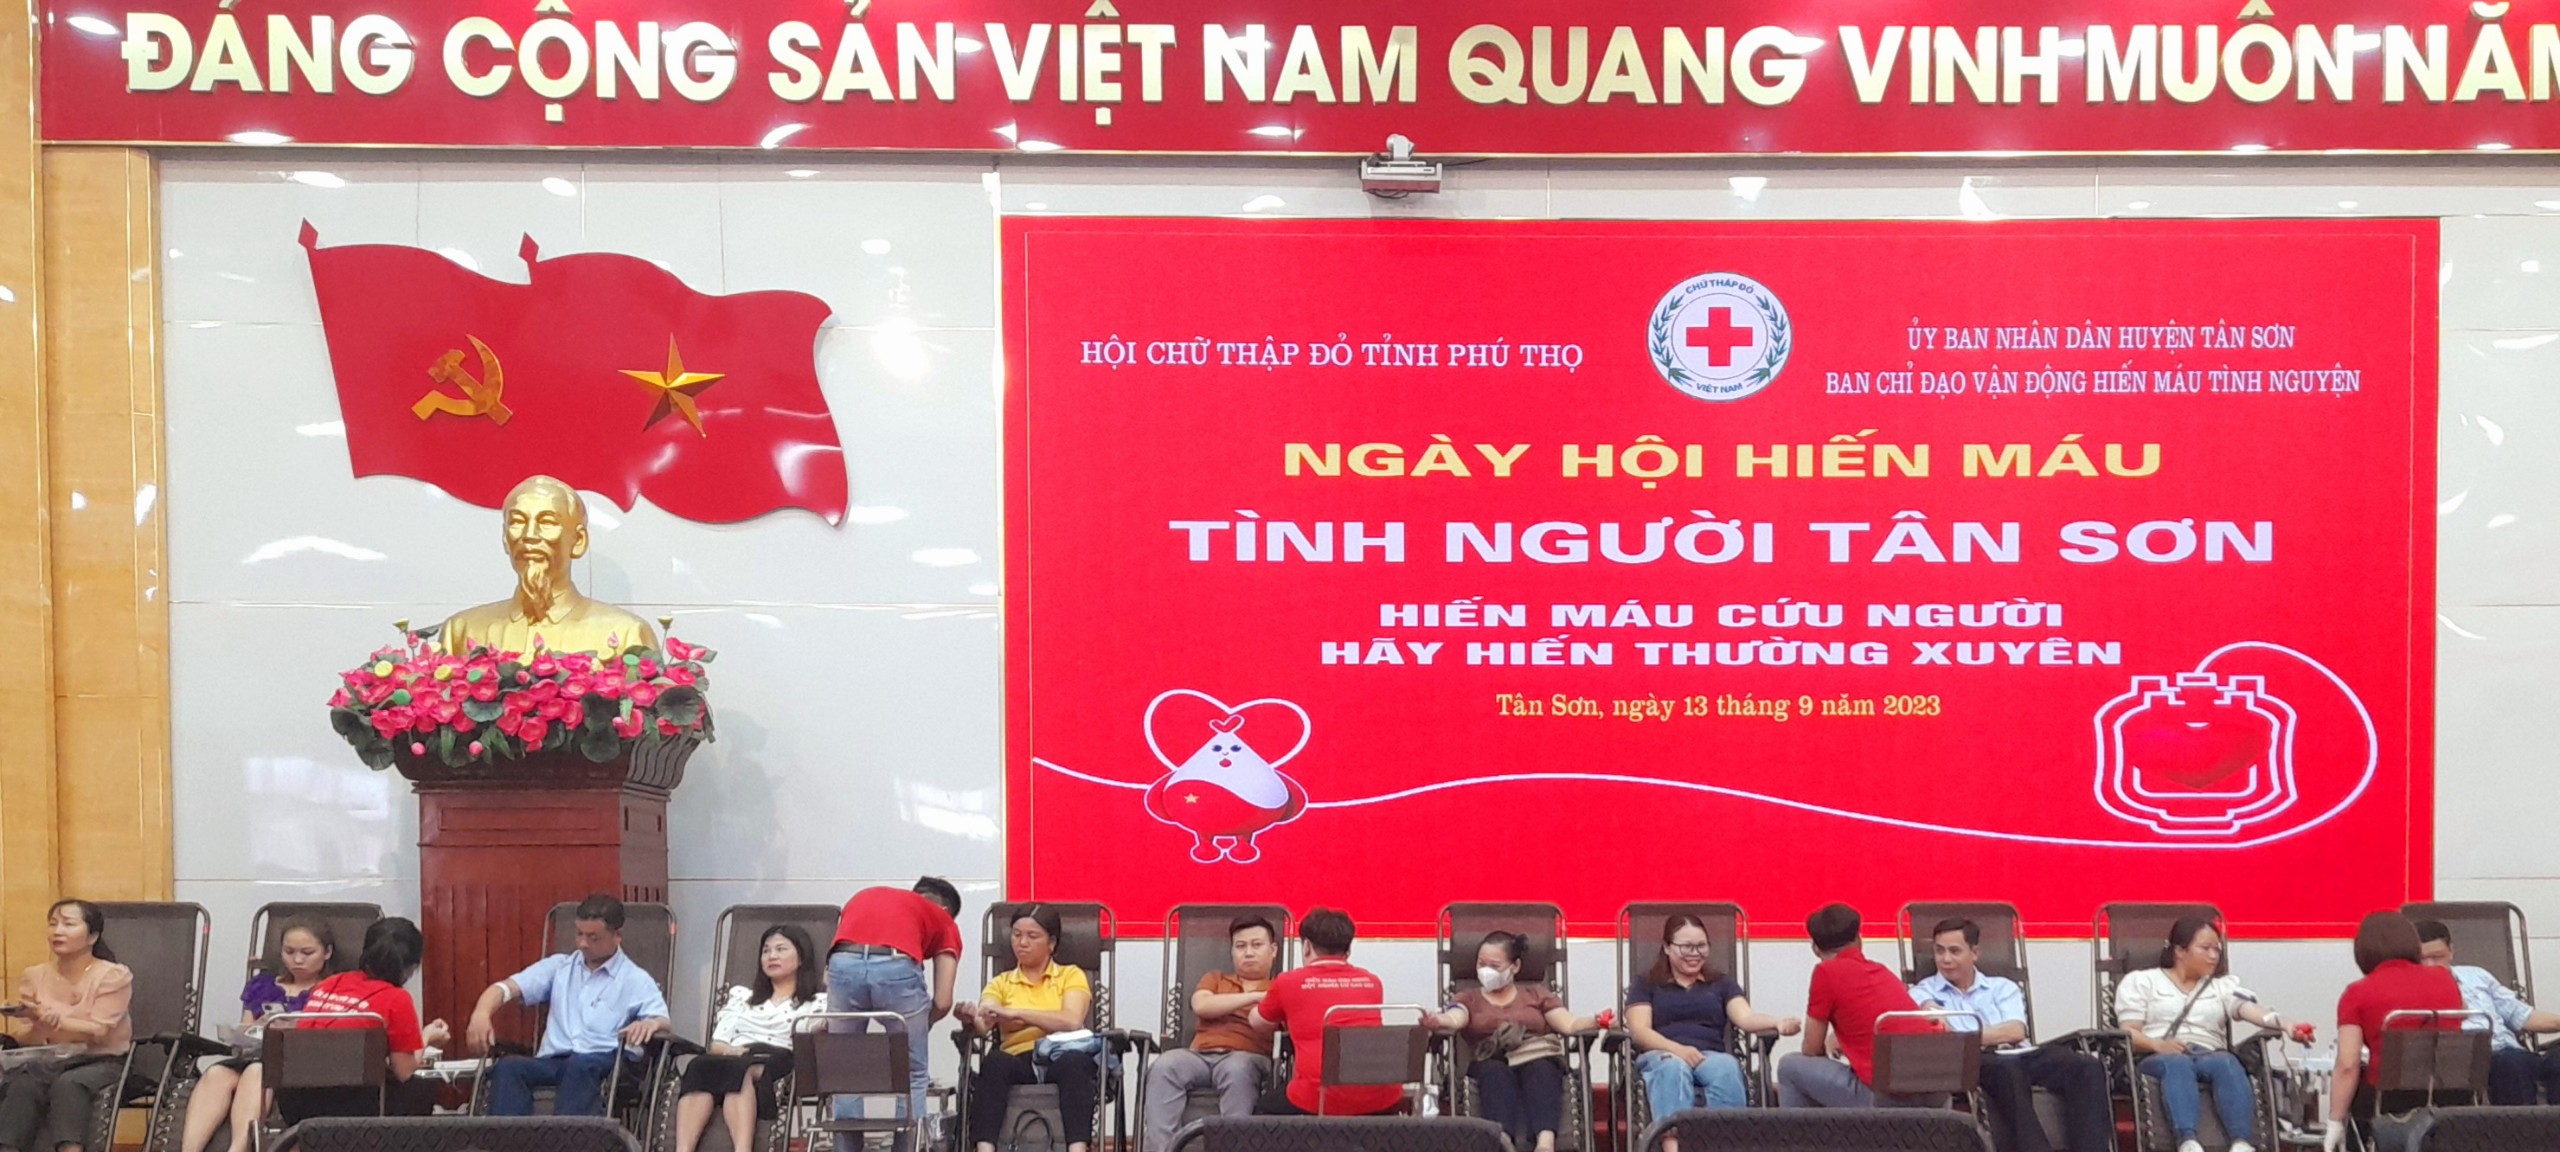 ĐẢNG CỘNG SẢN VIỆT NAM QUANG VINH MUÔN NĂM
HỘI CHỮ THẬP ĐỎ TỈNH PHÚ THỌ
CHỮ THẬP ĐỎ
VIỆT NAM
ỦY BAN NHÂN DÂN HUYỆN TÂN SƠN
BAN CHỈ ĐẠO VẬN ĐỘNG HIẾN MÁU TÌNH NGUYỆN
NGÀY HỘI HIẾN MÁU
TÌNH NGƯỜI TÂN SƠN
HIẾN MÁU CỨU NGƯỜI
HÃY HIẾN THƯỜNG XUYÊN
Tân Sơn, ngày 13 tháng 9 năm 2023